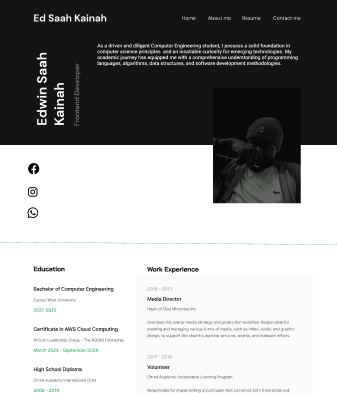 Ed Saah Kainah
Home About me Resume Contact me
As a driven and diligent Computer Engineering student, I possess a solid foundation in
computer science principles and an insatiable curiosity for emerging technologies. My
academic journey has equipped me with a comprehensive understanding of programming
languages, algorithms, data structures, and software development methodologies.
Edwin Saah
Kainah
Frontend Developer
Education
Bachelor of Computer Engineering
Cyprus West University
2021-2025
Certificate in AWS Cloud Computing
African Leadership Group - The ROOM Fellowship
March 2024 - September 2024
High School Diploma
Christ Academy International (CAI)
2006 - 2019
Work Experience
2018 - 2021
Media Director
Heart of God Ministries Inc.
Oversees the overall media strategy and production workflow. Responsible for
creating and managing various forms of media, such as video, audio, and graphic
design, to support the church's worship services, events, and outreach efforts.
2017 - 2018
Volunteer
Christ Academy Accelerated Learning Program
Responsible for implementing a curriculum that combines both theoretical and